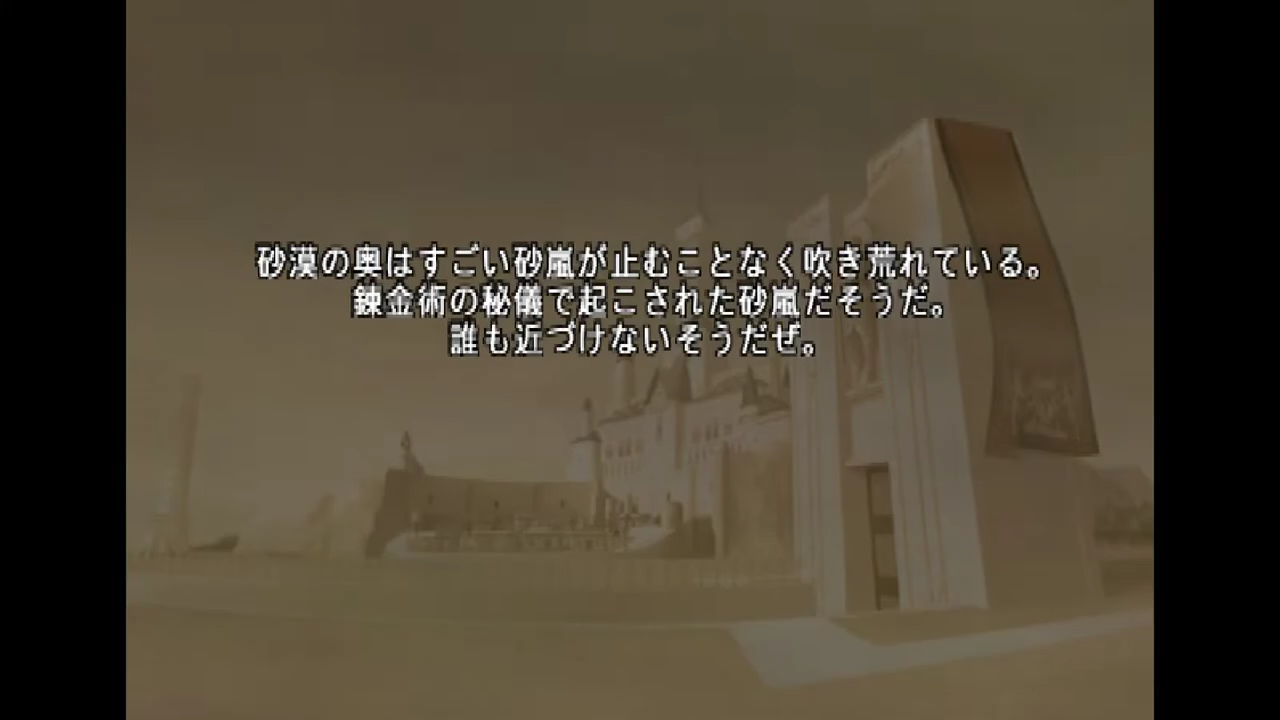 砂漠の奥はすごい砂嵐が止むことなく吹き荒れている。
錬金術の秘儀で起こされた砂嵐だそうだ。
誰も近づけないそうだぜ。